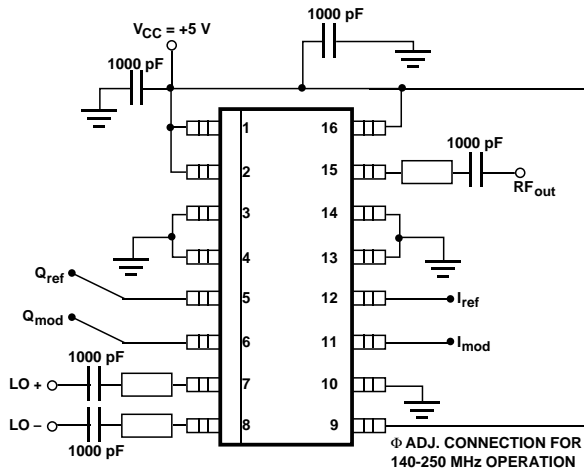 1000 pF
VCC = +5 V
1000 pF
1 16
1000 pF
2 15
RFout
3 14
4 13
Qref
5 12 Iref
Qmod
6 11 Imod
1000 pF
LO + 7 10
LO – 8 9
1000 pF
Φ ADJ. CONNECTION FOR
140-250 MHz OPERATION